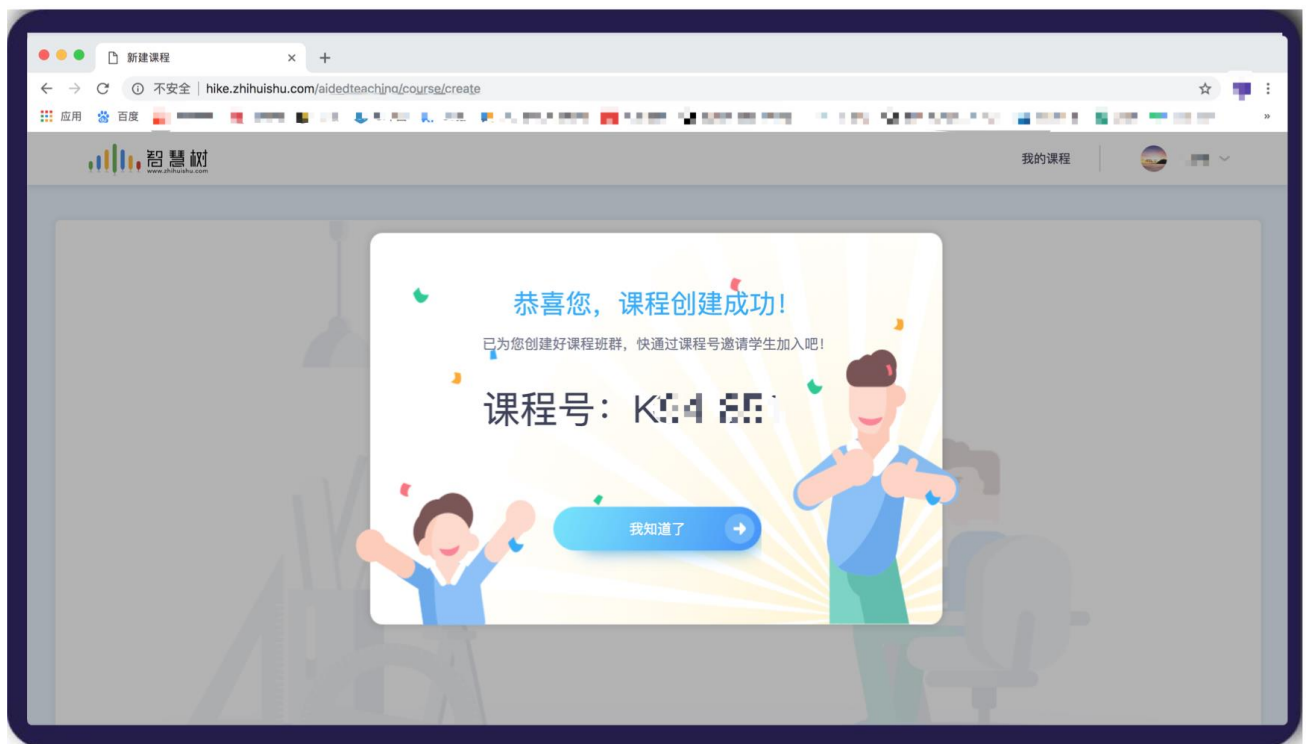 新建课程
不安全 | hike.zhihuishu.com/aidedteaching/course/create
应用 百度
智慧树
www.zhihuishu.com
我的课程
恭喜您，课程创建成功！
已为您创建好课程班群，快通过课程号邀请学生加入吧！
课程号：
我知道了